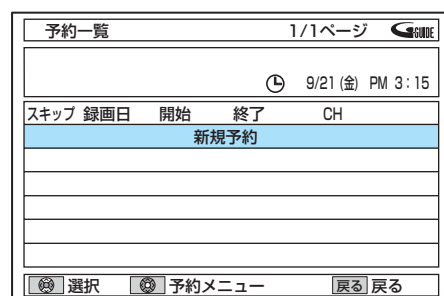 予約一覧 1/1ページ G-GUIDE
9/21(金) PM 3:15
スキップ 録画日 開始 終了 CH
新規予約
選択 予約メニュー 戻る 戻る